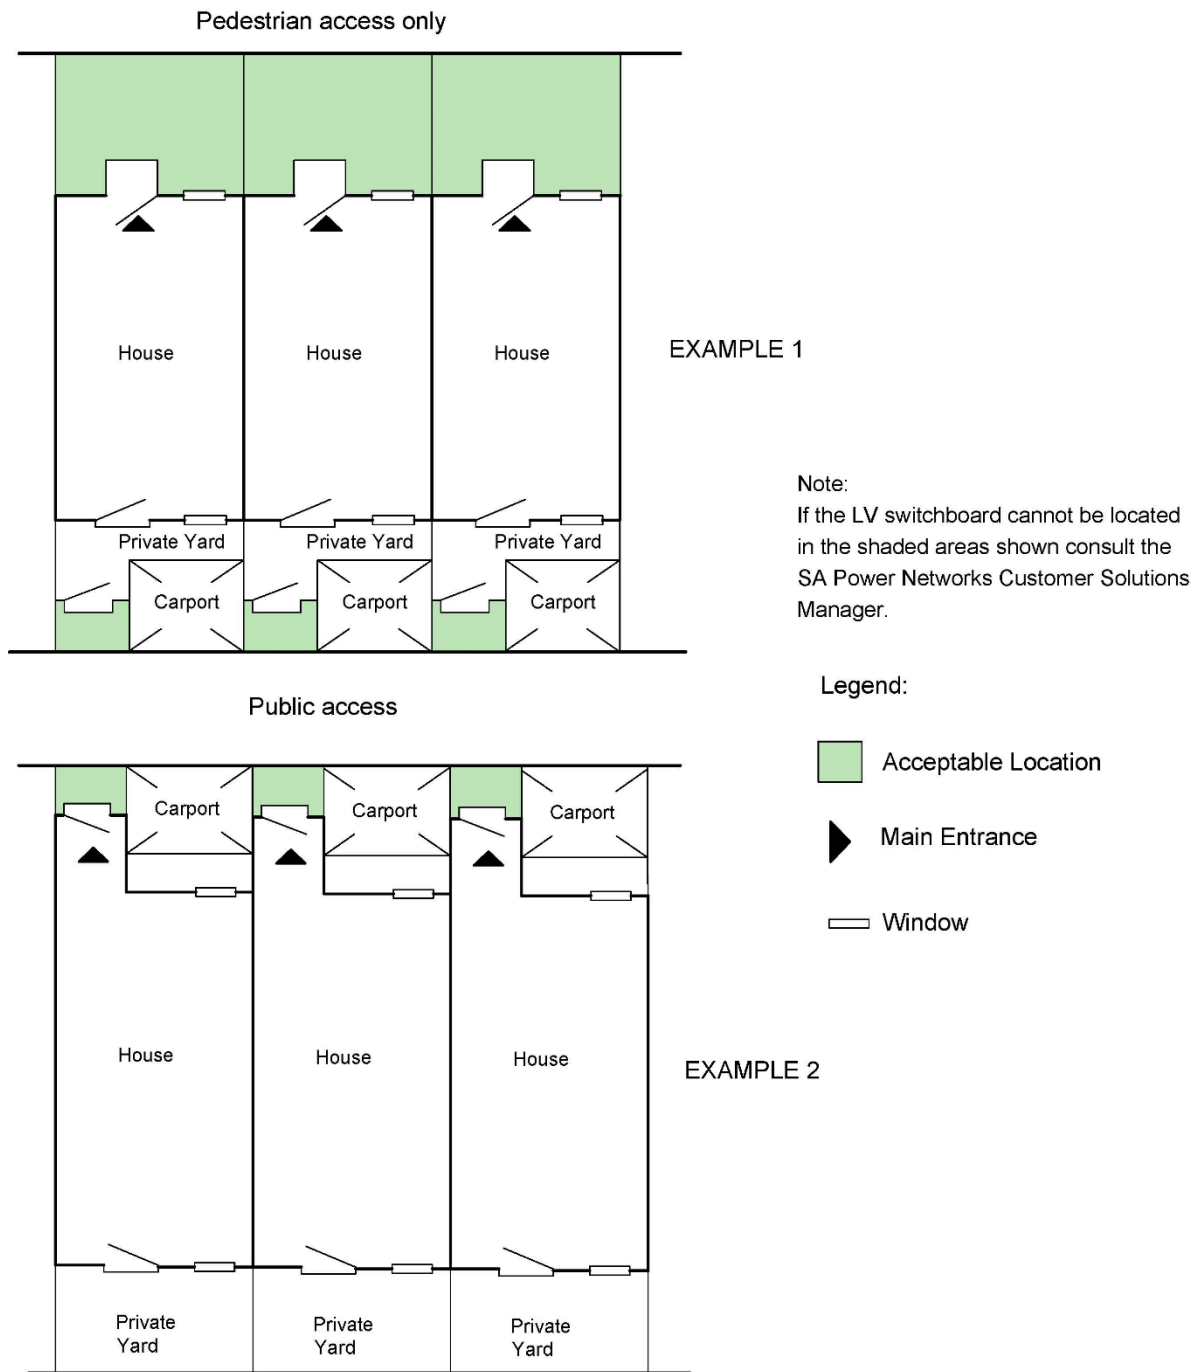 Pedestrian access only
House
House
House
EXAMPLE 1
Private Yard
Private Yard
Private Yard
Carport
Carport
Carport
Note:
If the LV switchboard cannot be located
in the shaded areas shown consult the
SA Power Networks Customer Solutions
Manager.
Public access
Legend:
Acceptable Location
Main Entrance
Window
Carport
Carport
Carport
House
House
House
EXAMPLE 2
Private
Yard
Private
Yard
Private
Yard